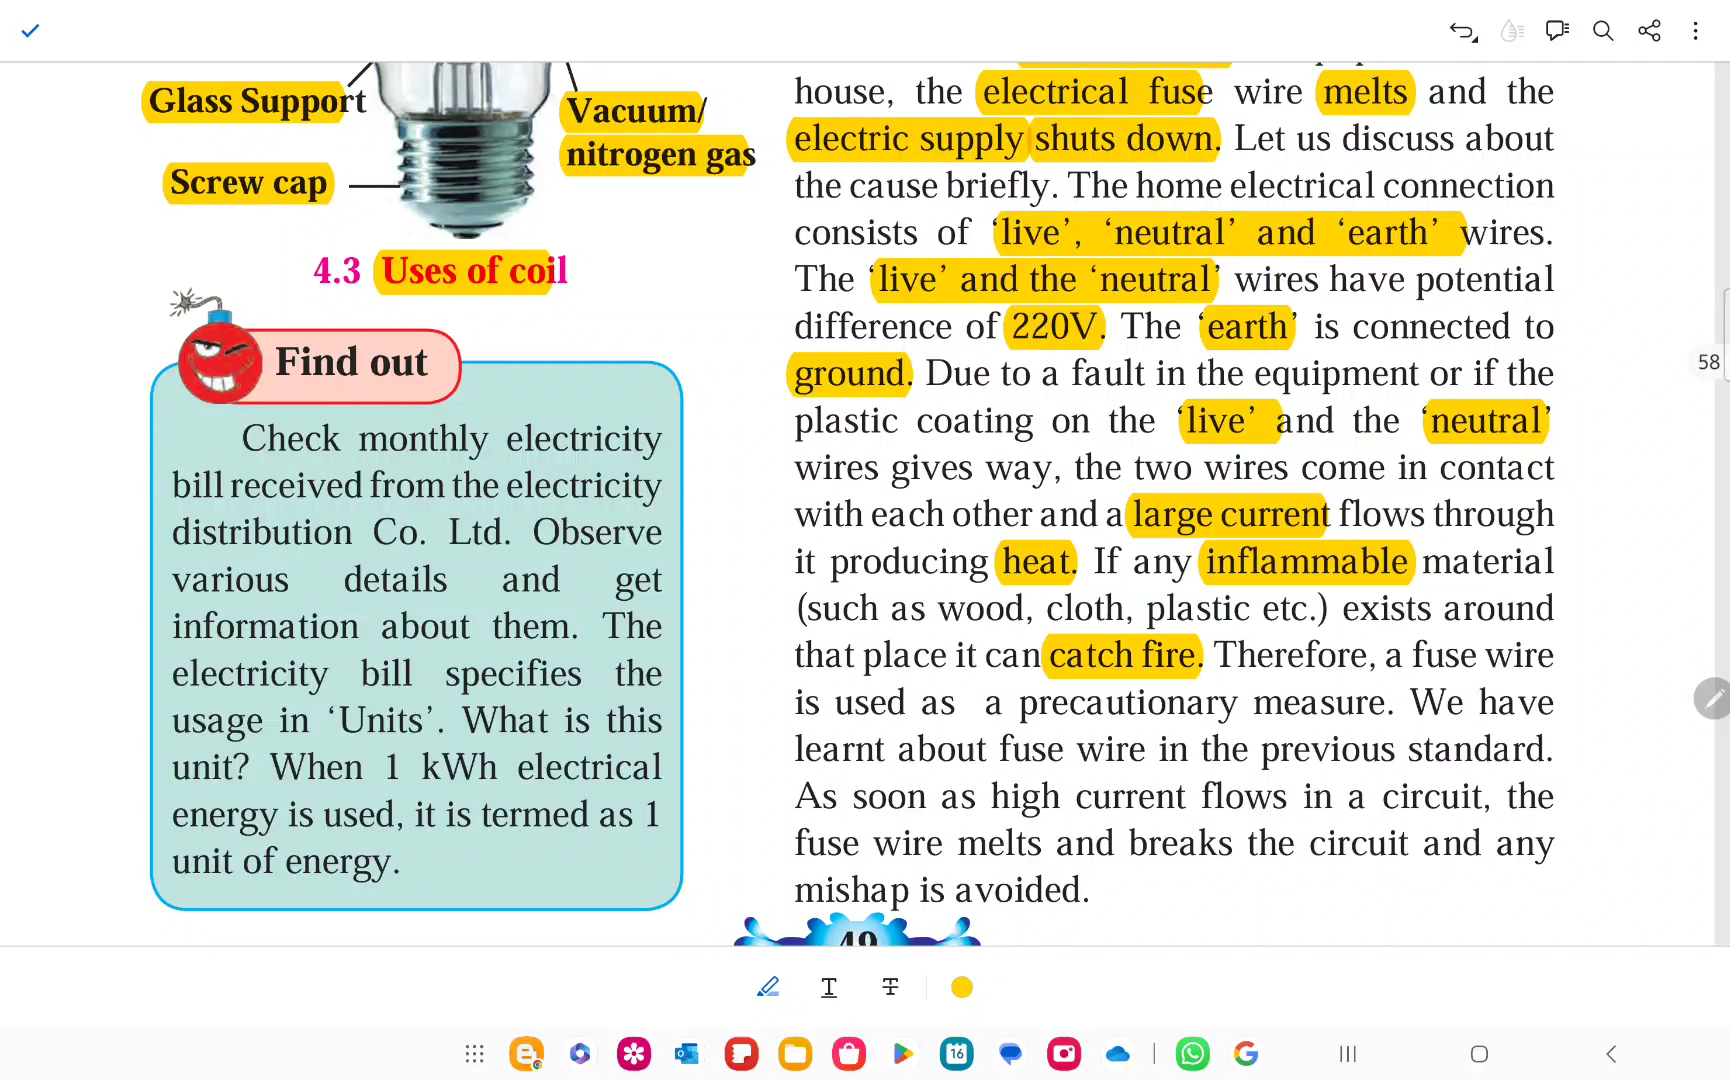 Glass Support
Vacuum/
nitrogen gas
Screw cap
4.3 Uses of coil
Find out
Check monthly electricity
bill received from the electricity
distribution Co. Ltd. Observe
various details and get
information about them. The
electricity bill specifies the
usage in ‘Units’. What is this
unit? When 1 kWh electrical
energy is used, it is termed as 1
unit of energy.
house, the electrical fuse wire melts and the
electric supply shuts down. Let us discuss about
the cause briefly. The home electrical connection
consists of ‘live’, ‘neutral’ and ‘earth’ wires.
The ‘live’ and the ‘neutral’ wires have potential
difference of 220V. The ‘earth’ is connected to
ground. Due to a fault in the equipment or if the
plastic coating on the ‘live’ and the ‘neutral’
wires gives way, the two wires come in contact
with each other and a large current flows through
it producing heat. If any inflammable material
(such as wood, cloth, plastic etc.) exists around
that place it can catch fire. Therefore, a fuse wire
is used as a precautionary measure. We have
learnt about fuse wire in the previous standard.
As soon as high current flows in a circuit, the
fuse wire melts and breaks the circuit and any
mishap is avoided.
49
58
16